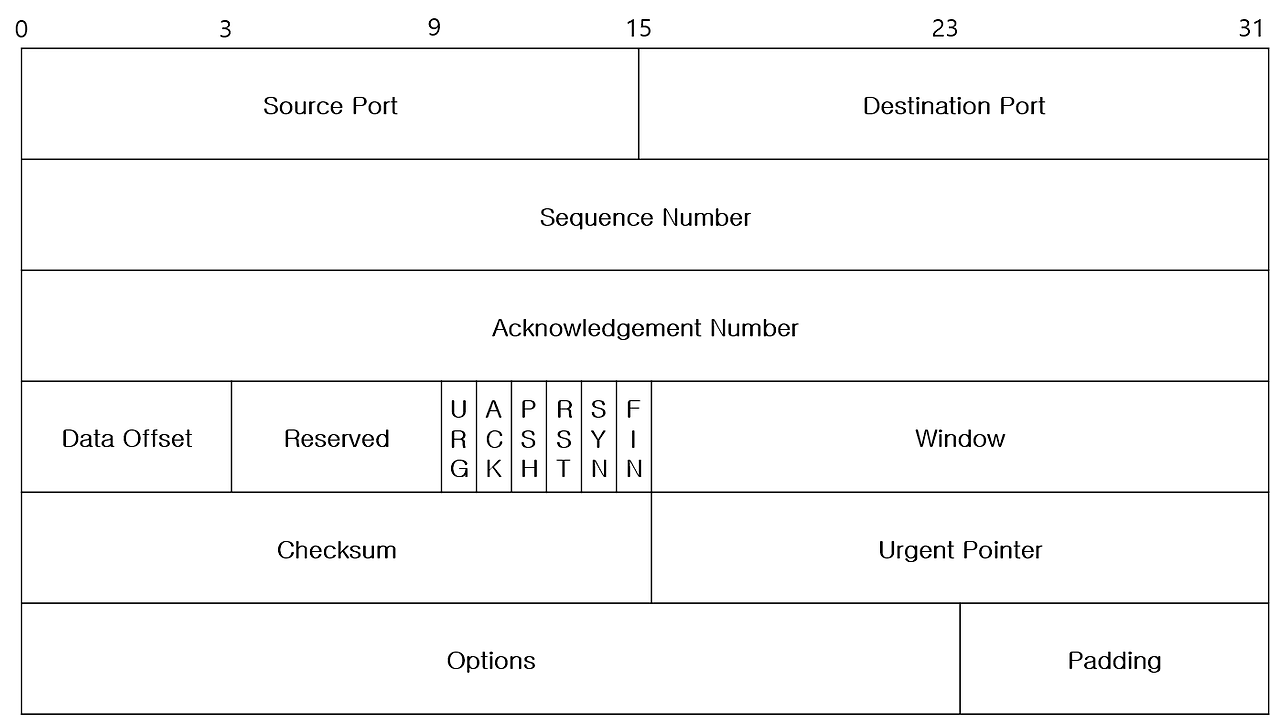 0 3 9 15 23 31
Source Port Destination Port
Sequence Number
Acknowledgement Number
Data Offset Reserved URG ACK PSH RST SYN FIN Window
Checksum Urgent Pointer
Options Padding